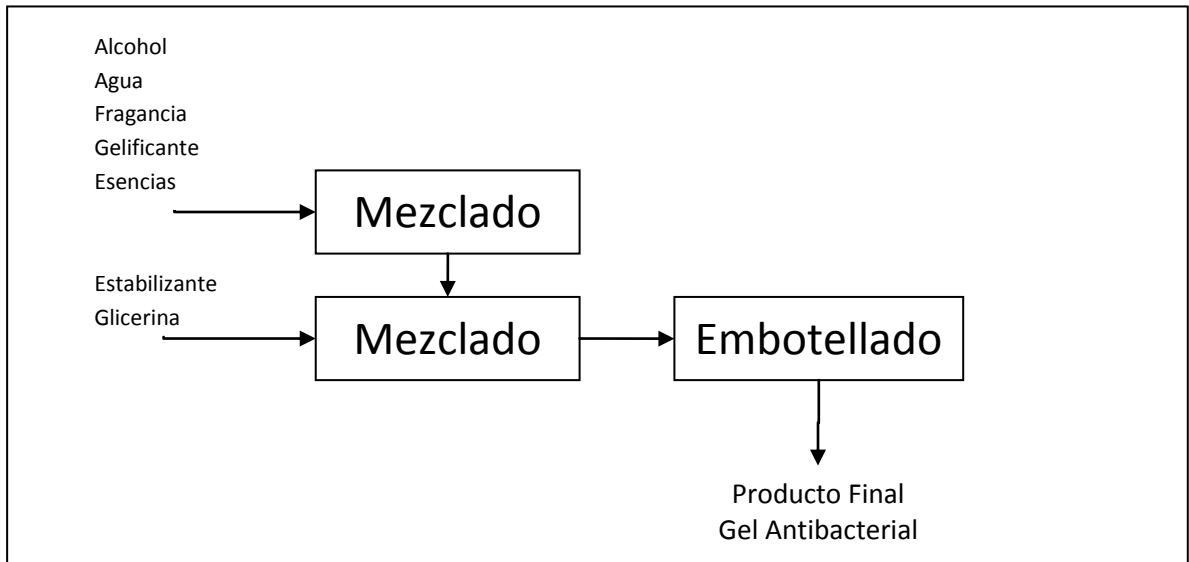 Alcohol
Agua
Fragancia
Gelificante
Esencias
Mezclado
Estabilizante
Glicerina
Mezclado
Embotellado
Producto Final
Gel Antibacterial